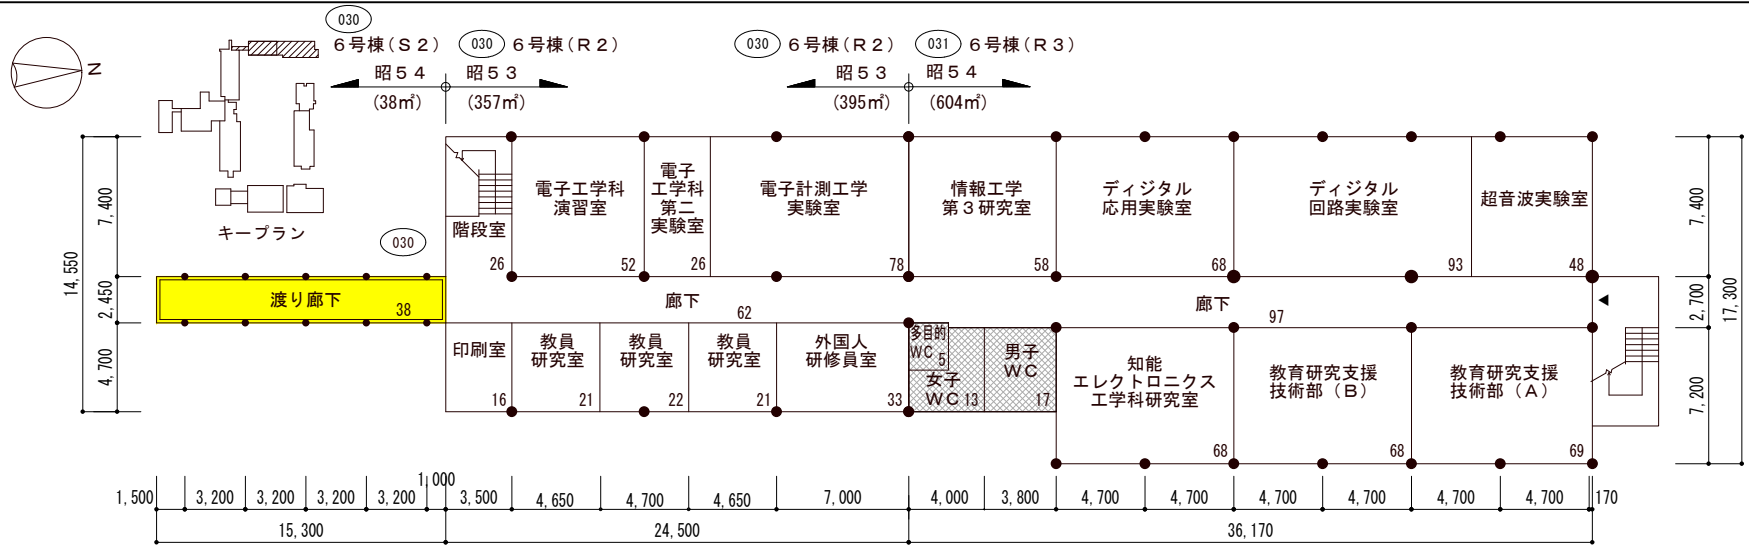 030
6号棟(S2)
030 6号棟(R2)
030 6号棟(R2)
031 6号棟(R3)
昭54
昭53
昭53
昭54
(38㎡)
(357㎡)
(395㎡)
(604㎡)
N
キープラン
030
7,400
2,450
4,700
14,550
階段室
26
電子工学科
演習室
52
電子
工学科
第二
実験室
26
電子計測工学
実験室
78
情報工学
第3研究室
58
ディジタル
応用実験室
68
ディジタル
回路実験室
93
超音波実験室
48
7,400
2,700
7,200
17,300
渡り廊下
38
廊下
62
廊下
97
印刷室
16
教員
研究室
21
教員
研究室
22
教員
研究室
21
外国人
研修員室
33
多目的
WC 5
女子
WC 13
男子
WC
17
知能
エレクトロニクス
工学科研究室
68
教育研究支援
技術部(B)
68
教育研究支援
技術部(A)
69
1,500
3,200
3,200
3,200
3,200
1,000
3,500
4,650
4,700
4,650
7,000
4,000
3,800
4,700
4,700
4,700
4,700
4,700
4,700
170
15,300
24,500
36,170